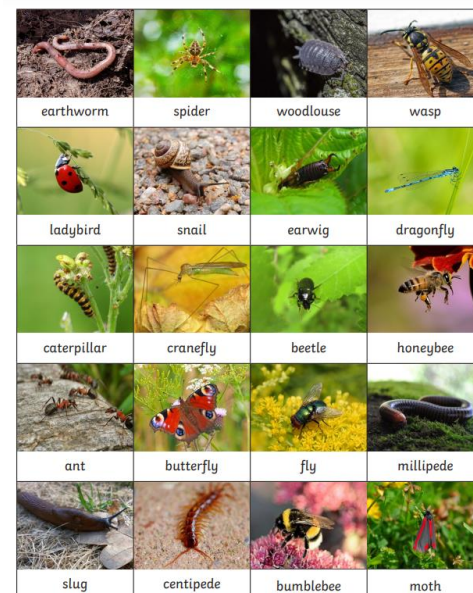 earthworm spider woodlouse wasp
ladybird snail earwig dragonfly
caterpillar cranefly beetle honeybee
ant butterfly fly millipede
slug centipede bumblebee moth